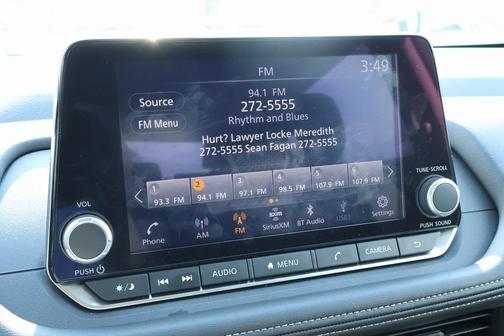 FM 3:49
Source 94.1 FM
272-5555
FM Menu Rhythm and Blues
Hurt? Lawyer Locke Meredith
272-5555 Sean Fagan 272-5555
1 2 3 4 5 6
93.3 FM 94.1 FM 97.1 FM 98.5 FM 107.9 FM 107.9 FM
Phone AM FM SiriusXM BT Audio USB1 Settings
VOL
PUSH
TUNE•SCROLL
PUSH SOUND
AUDIO MENU CAMERA